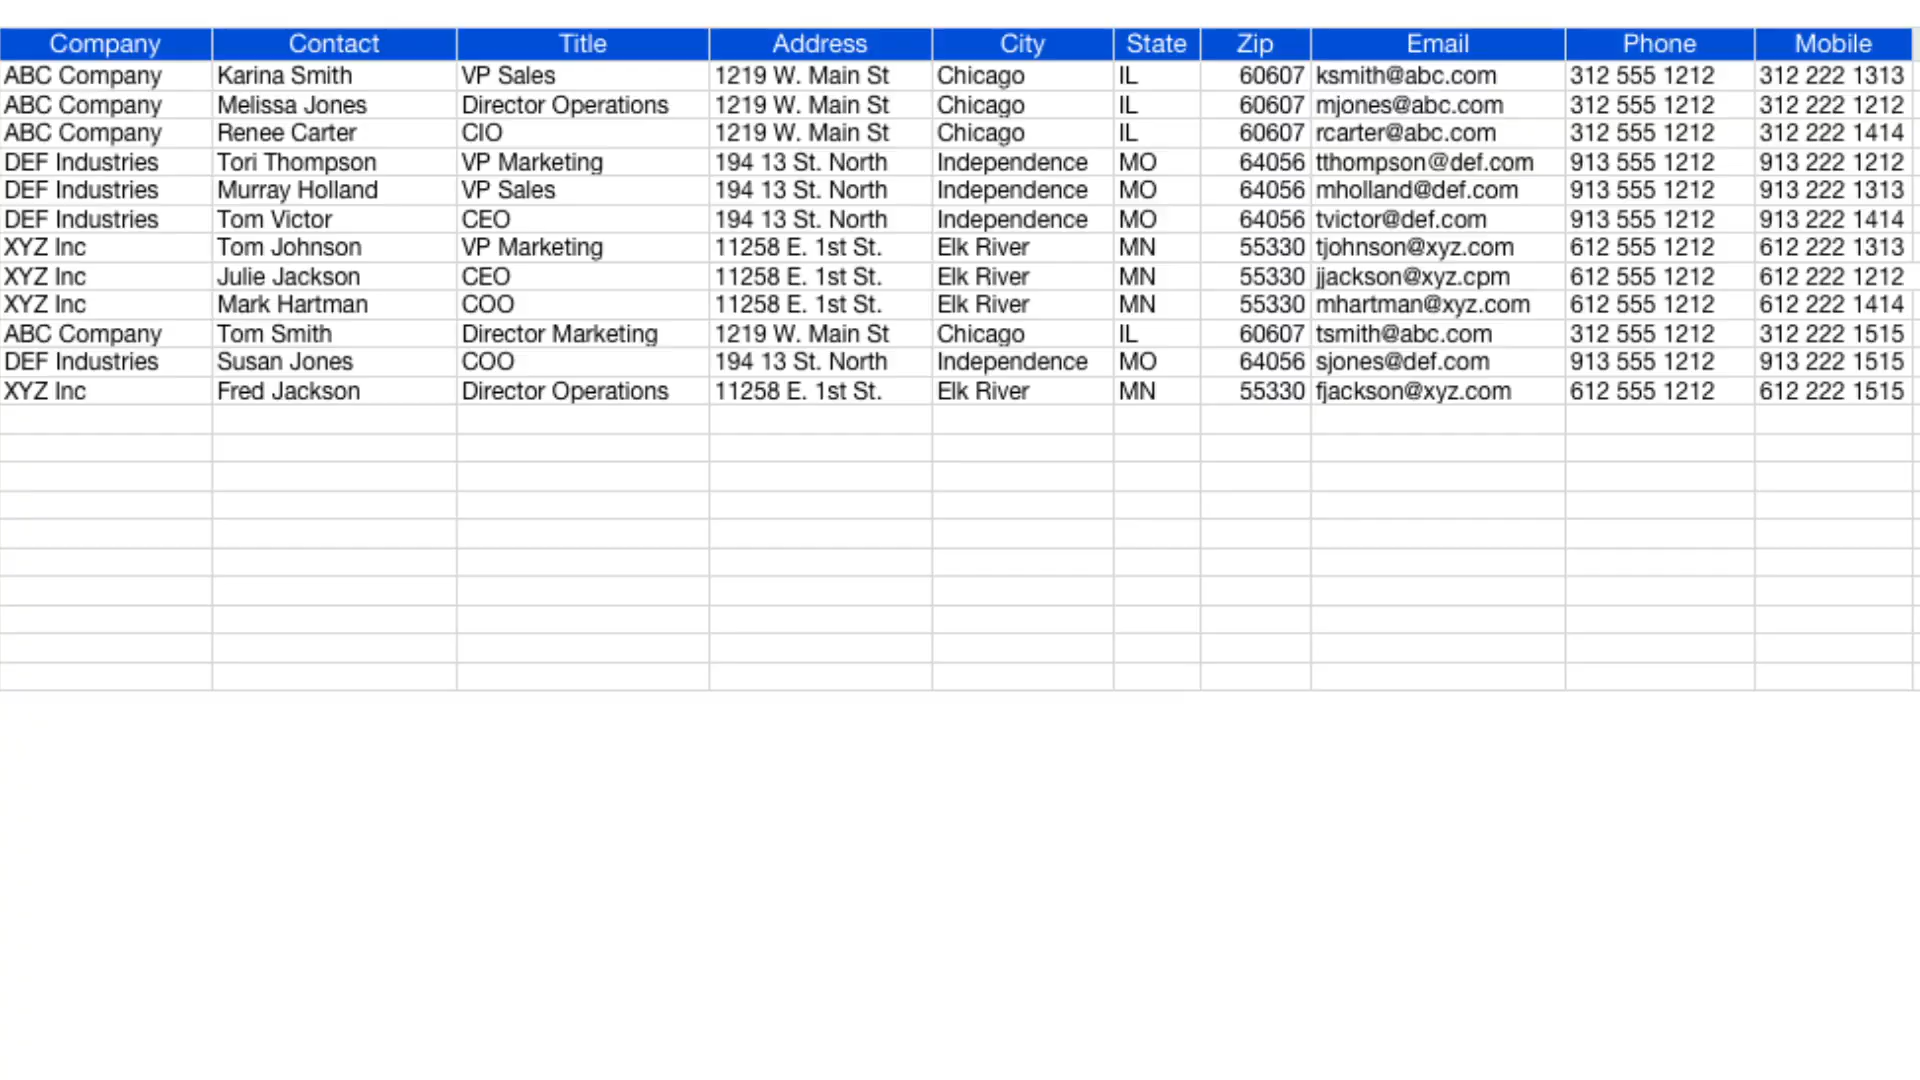 Company Contact Title Address City State Zip Email Phone Mobile
ABC Company Karina Smith VP Sales 1219 W. Main St Chicago IL 60607 ksmith@abc.com 312 555 1212 312 222 1313
ABC Company Melissa Jones Director Operations 1219 W. Main St Chicago IL 60607 mjones@abc.com 312 555 1212 312 222 1212
ABC Company Renee Carter CIO 1219 W. Main St Chicago IL 60607 rcarter@abc.com 312 555 1212 312 222 1414
DEF Industries Tori Thompson VP Marketing 194 13 St. North Independence MO 64056 tthompson@def.com 913 555 1212 913 222 1212
DEF Industries Murray Holland VP Sales 194 13 St. North Independence MO 64056 mholland@def.com 913 555 1212 913 222 1313
DEF Industries Tom Victor CEO 194 13 St. North Independence MO 64056 tvictor@def.com 913 555 1212 913 222 1414
XYZ Inc Tom Johnson VP Marketing 11258 E. 1st St. Elk River MN 55330 tjohnson@xyz.com 612 555 1212 612 222 1313
XYZ Inc Julie Jackson CEO 11258 E. 1st St. Elk River MN 55330 jjackson@xyz.cpm 612 555 1212 612 222 1212
XYZ Inc Mark Hartman COO 11258 E. 1st St. Elk River MN 55330 mhartman@xyz.com 612 555 1212 612 222 1414
ABC Company Tom Smith Director Marketing 1219 W. Main St Chicago IL 60607 tsmith@abc.com 312 555 1212 312 222 1515
DEF Industries Susan Jones COO 194 13 St. North Independence MO 64056 sjones@def.com 913 555 1212 913 222 1515
XYZ Inc Fred Jackson Director Operations 11258 E. 1st St. Elk River MN 55330 fjackson@xyz.com 612 555 1212 612 222 1515